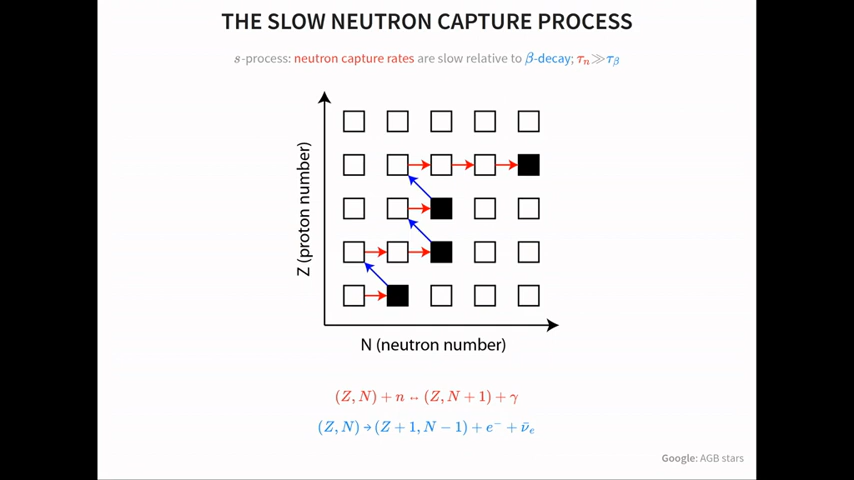 THE SLOW NEUTRON CAPTURE PROCESS
s-process: neutron capture rates are slow relative to β-decay; τₙ≫τᵦ
Z (proton number)
N (neutron number)
(Z, N) + n ↔ (Z, N + 1) + γ
(Z, N) → (Z + 1, N − 1) + e⁻ + ν̄ₑ
Google: AGB stars